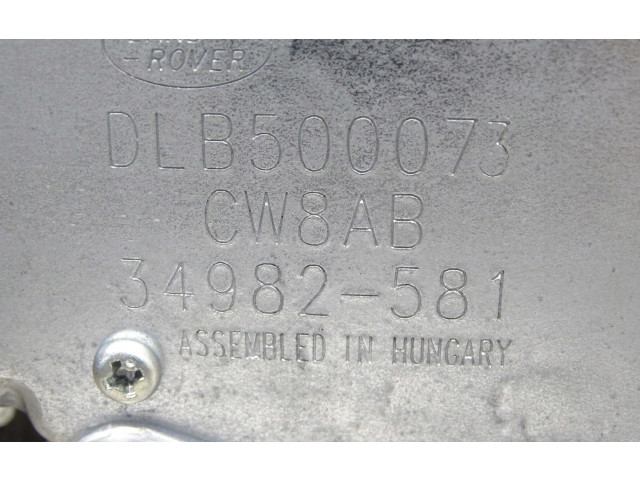 -ROVER
DLB500073
CW8AB
34982-581
ASSEMBLED IN HUNGARY